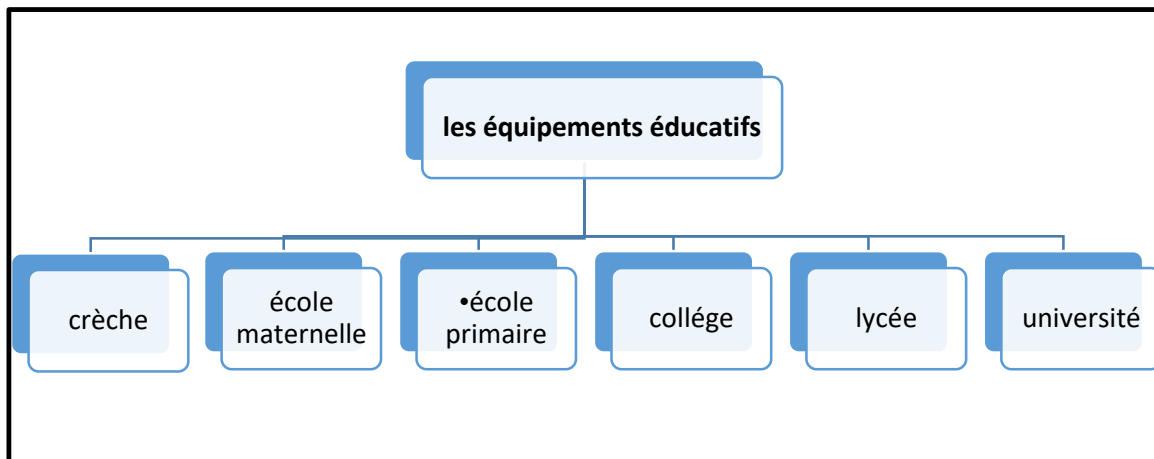 les équipements éducatifs
crèche
école
maternelle
•école
primaire
collége
lycée
université